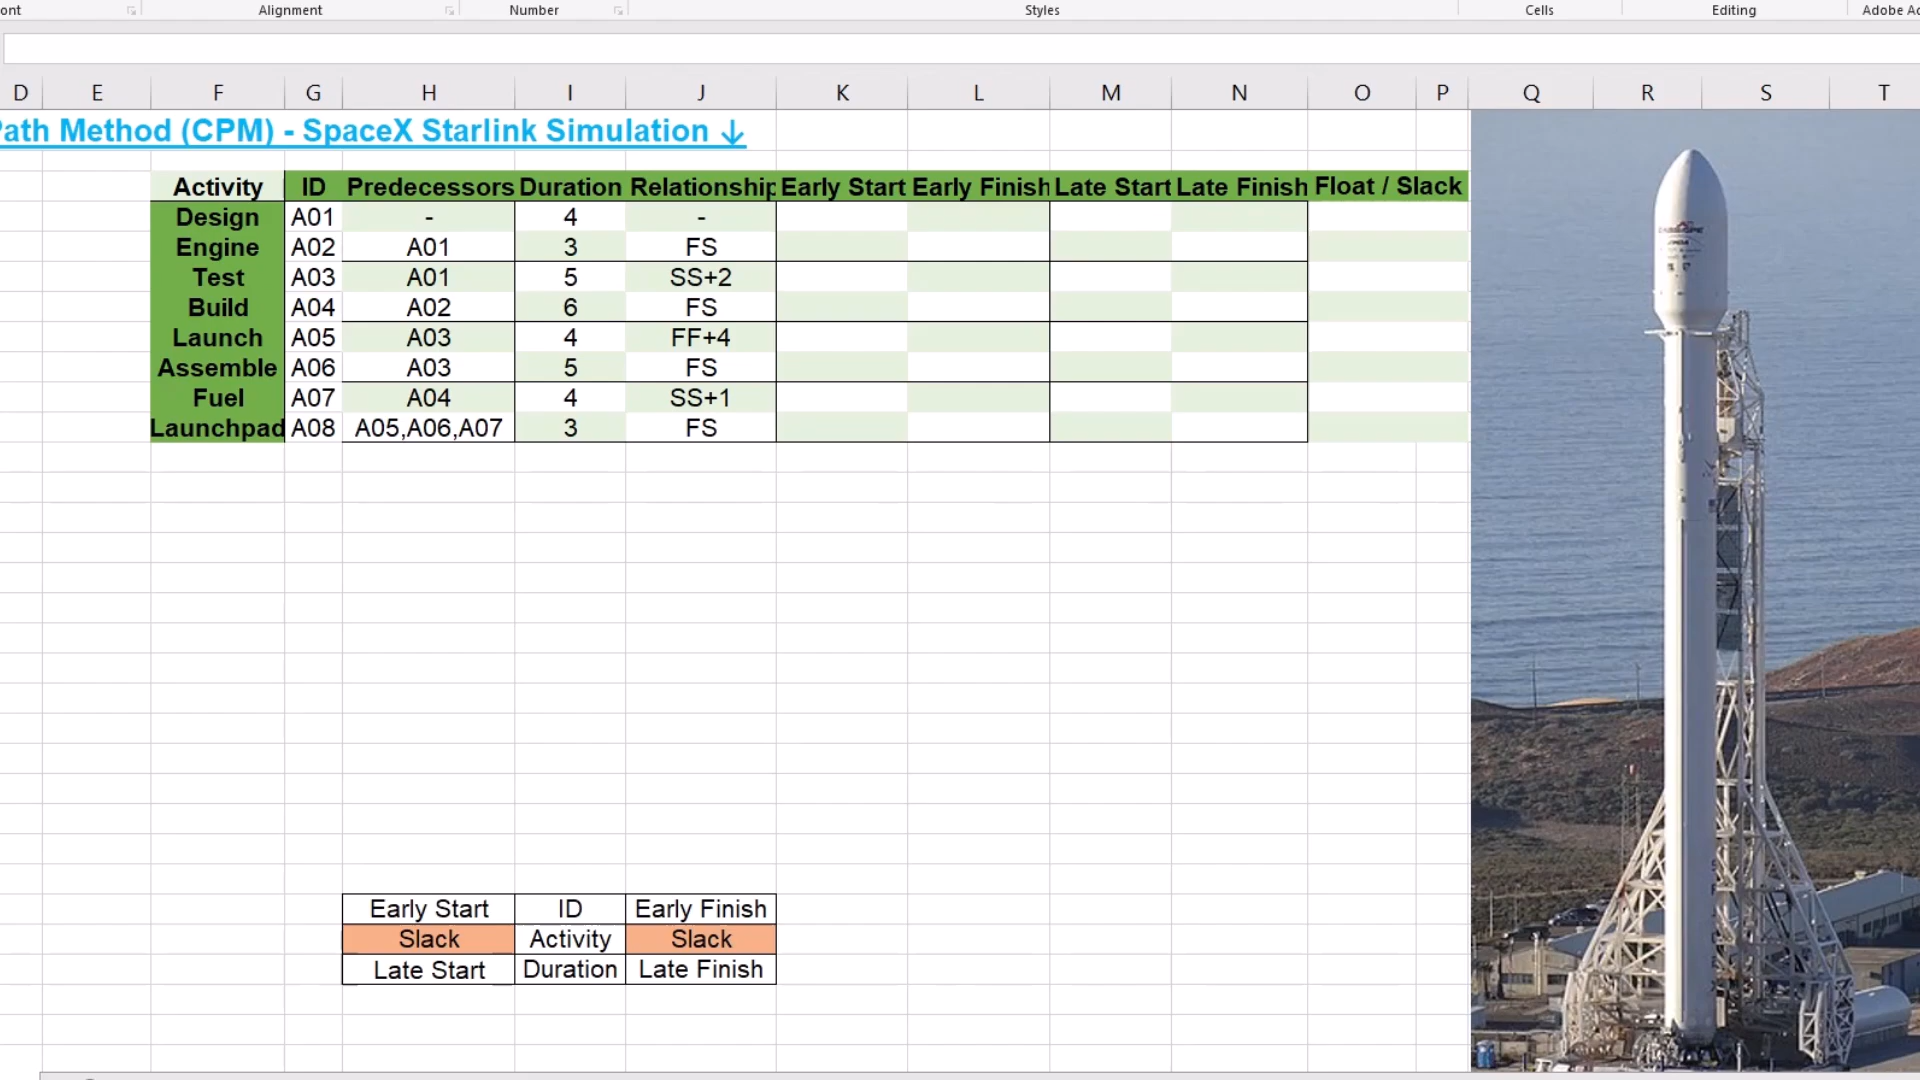 ont Alignment Number Styles Cells Editing Adobe Ac
D E F G H I J K L M N O P Q R S T
Path Method (CPM) - SpaceX Starlink Simulation ↓
Activity ID Predecessors Duration Relationship Early Start Early Finish Late Start Late Finish Float / Slack
Design A01 - 4 -
Engine A02 A01 3 FS
Test A03 A01 5 SS+2
Build A04 A02 6 FS
Launch A05 A03 4 FF+4
Assemble A06 A03 5 FS
Fuel A07 A04 4 SS+1
Launchpad A08 A05,A06,A07 3 FS
Early Start ID Early Finish
Slack Activity Slack
Late Start Duration Late Finish